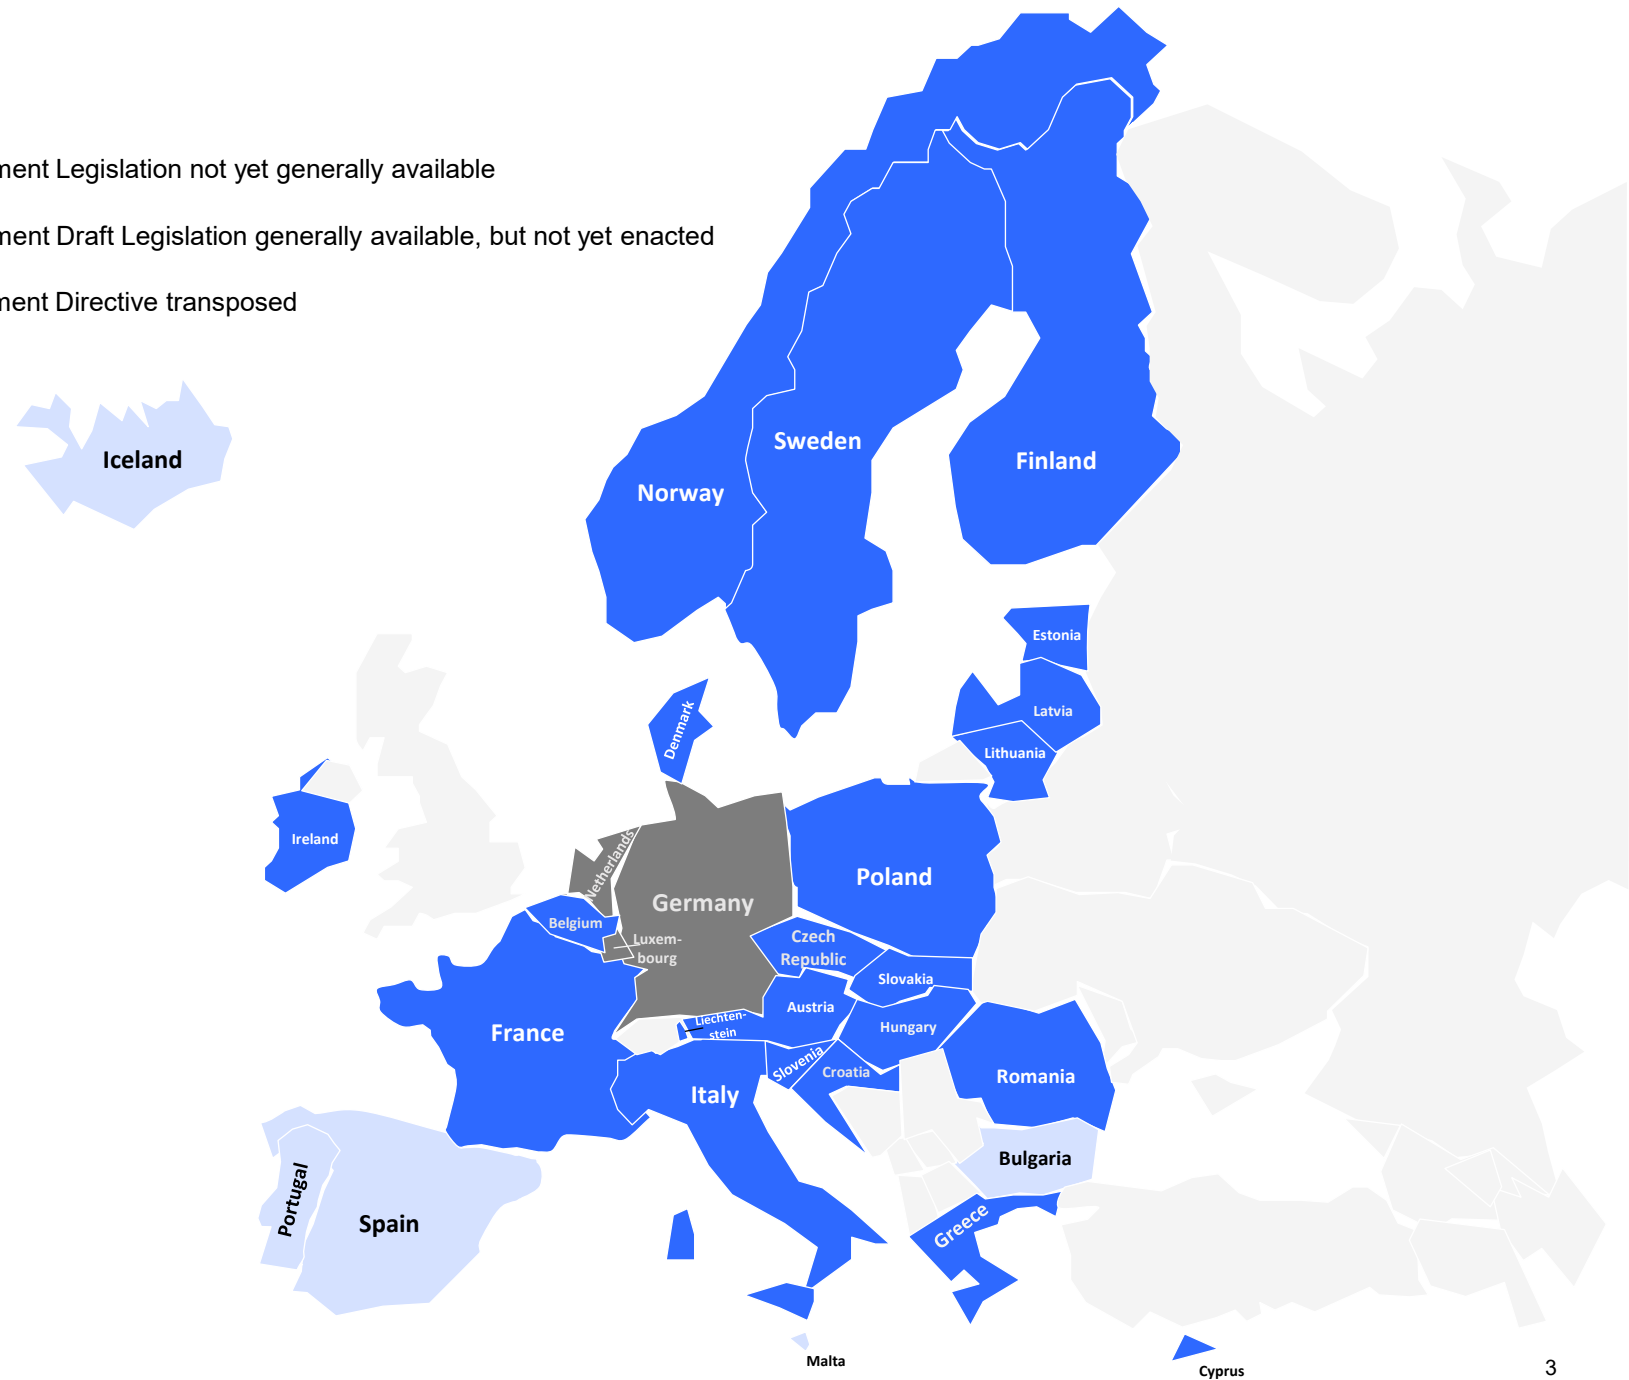 ment Legislation not yet generally available
ment Draft Legislation generally available, but not yet enacted
ment Directive transposed
Iceland
Norway
Sweden
Finland
Estonia
Latvia
Lithuania
Denmark
Ireland
Netherlands
Germany
Poland
Belgium
Luxem-
bourg
Czech
Republic
Slovakia
Austria
Liechten-
stein
Hungary
France
Slovenia
Croatia
Romania
Italy
Portugal
Spain
Bulgaria
Greece
Malta
Cyprus
3